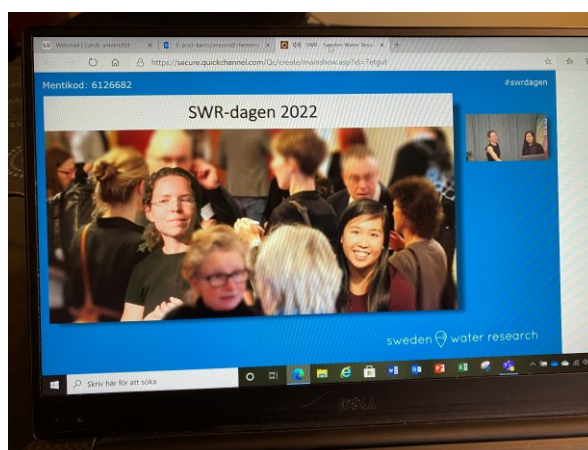 Webmail | Lunds universitet
SWR - Sweden Water Rese
https://secure.quickchannel.com/Qc/create/mainshow.asp?id=7etgut
Mentikod: 6126682
#swrdagen
SWR-dagen 2022
sweden water research
Skriv här för att söka
DELL